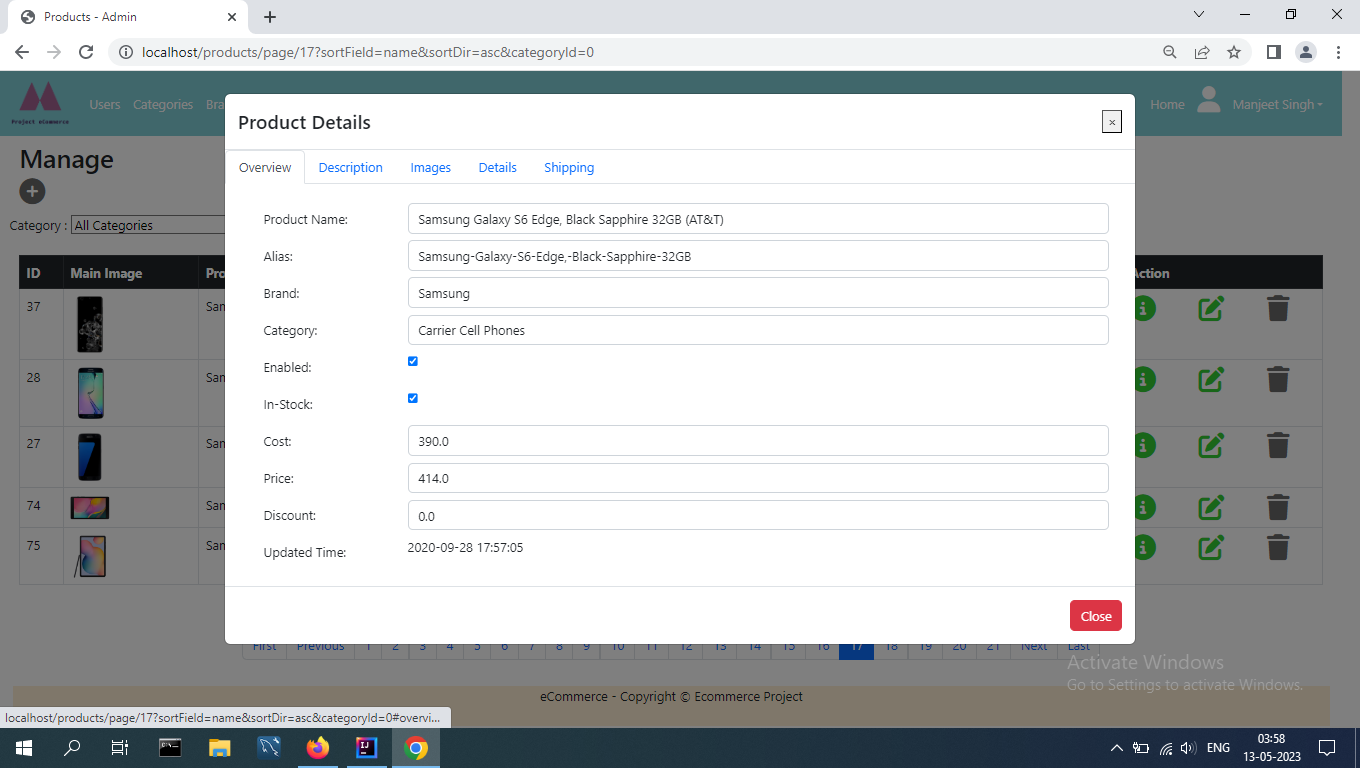 Products - Admin
localhost/products/page/17?sortField=name&sortDir=asc&categoryId=0
Project eCommerce
Users Categories Bra
Home Manjeet Singh
Product Details
×
Manage
Overview Description Images Details Shipping
Category : All Categories
Product Name: Samsung Galaxy S6 Edge, Black Sapphire 32GB (AT&T)
Alias: Samsung-Galaxy-S6-Edge,-Black-Sapphire-32GB
Brand: Samsung
Category: Carrier Cell Phones
Enabled:
In-Stock:
Cost: 390.0
Price: 414.0
Discount: 0.0
Updated Time: 2020-09-28 17:57:05
Close
ID Main Image Pro Action
37 San
28 San
27 San
74 San
75 San
First Previous 1 2 3 4 5 6 7 8 9 10 11 12 13 14 15 16 17 18 19 20 21 Next Last
Activate Windows
Go to Settings to activate Windows.
eCommerce - Copyright © Ecommerce Project
localhost/products/page/17?sortField=name&sortDir=asc&categoryId=0#overvi...
ENG
03:58
13-05-2023